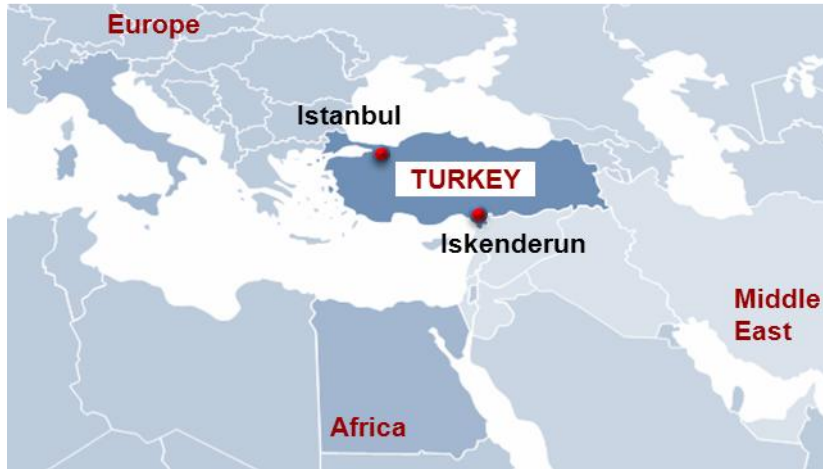 Europe
Istanbul
TURKEY
Iskenderun
Middle
East
Africa